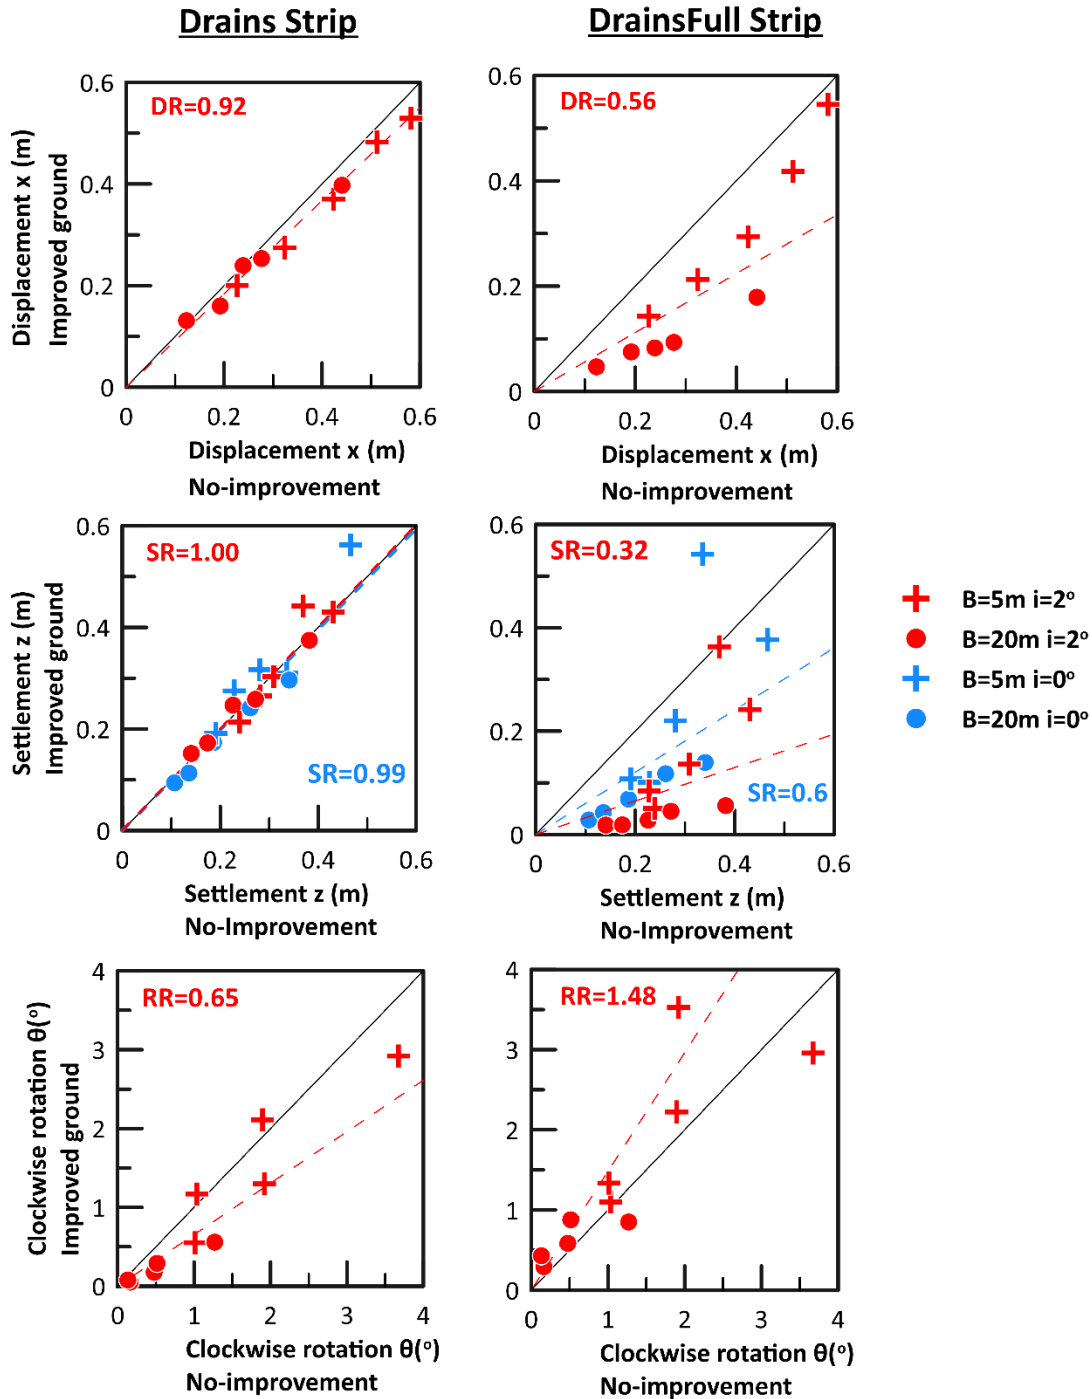 Drains Strip
DrainsFull Strip
0.6
0.4
0.2
0
DR=0.92
Displacement x (m)
Improved ground
0
0.2
0.4
0.6
Displacement x (m)
No-improvement
0.6
0.4
0.2
0
DR=0.56
0
0.2
0.4
0.6
Displacement x (m)
No-improvement
0.6
0.4
0.2
0
SR=1.00
SR=0.99
Settlement z (m)
Improved ground
0
0.2
0.4
0.6
Settlement z (m)
No-Improvement
0.6
0.4
0.2
0
SR=0.32
SR=0.6
0
0.2
0.4
0.6
Settlement z (m)
No-Improvement
B=5m i=2°
B=20m i=2°
B=5m i=0°
B=20m i=0°
4
3
2
1
0
RR=0.65
Clockwise rotation θ(°)
Improved ground
0
1
2
3
4
Clockwise rotation θ(°)
No-improvement
4
3
2
1
0
RR=1.48
0
1
2
3
4
Clockwise rotation θ(°)
No-improvement